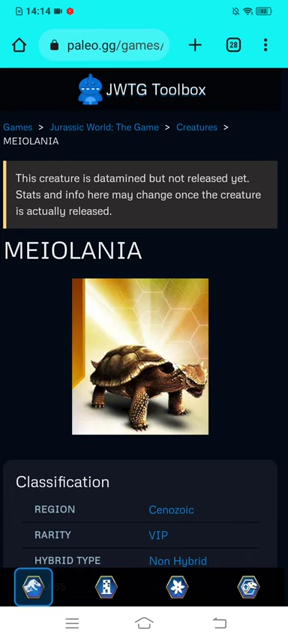 14:14
paleo.gg/games/
28
JWTG Toolbox
Games > Jurassic World: The Game > Creatures >
MEIOLANIA
This creature is datamined but not released yet.
Stats and info here may change once the creature
is actually released.
MEIOLANIA
Classification
REGION Cenozoic
RARITY VIP
HYBRID TYPE Non Hybrid